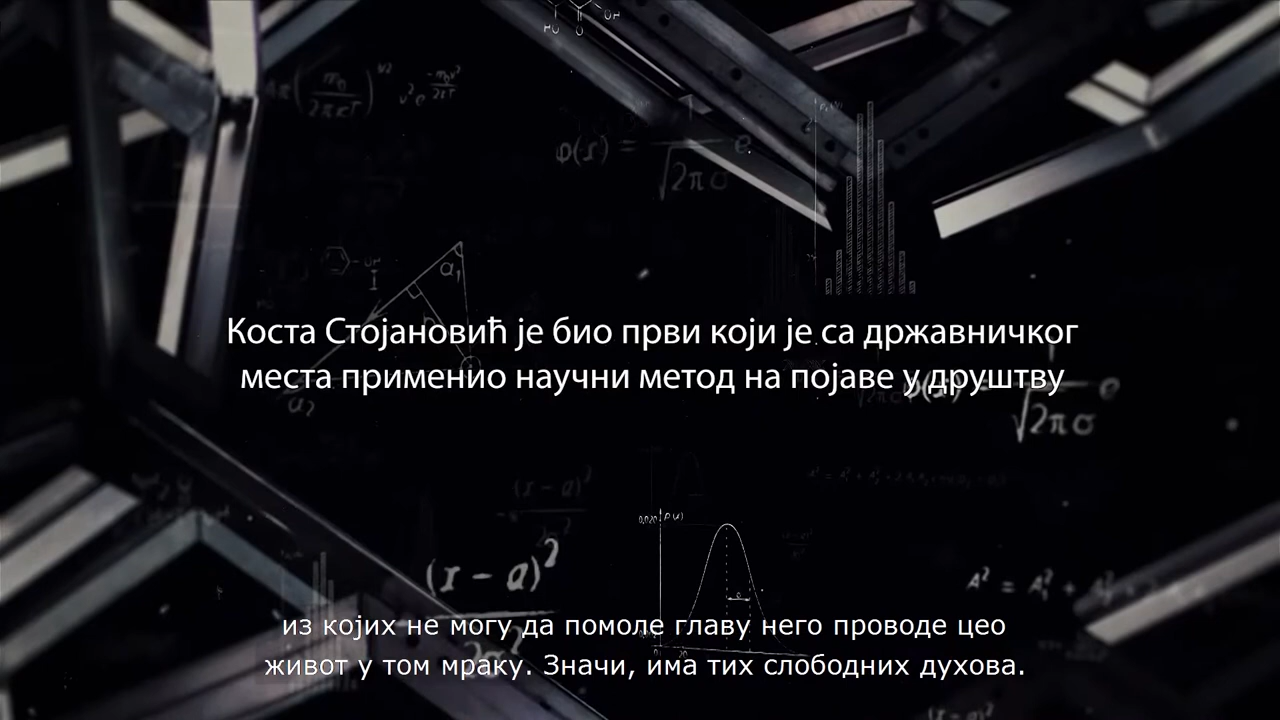 Коста Стојановић је био први који је са државничког
места применио научни метод на појаве у друштву
(x - a)²
из којих не могу да помоле главу него проводе цео
живот у том мраку. Значи, има тих слободних духова.